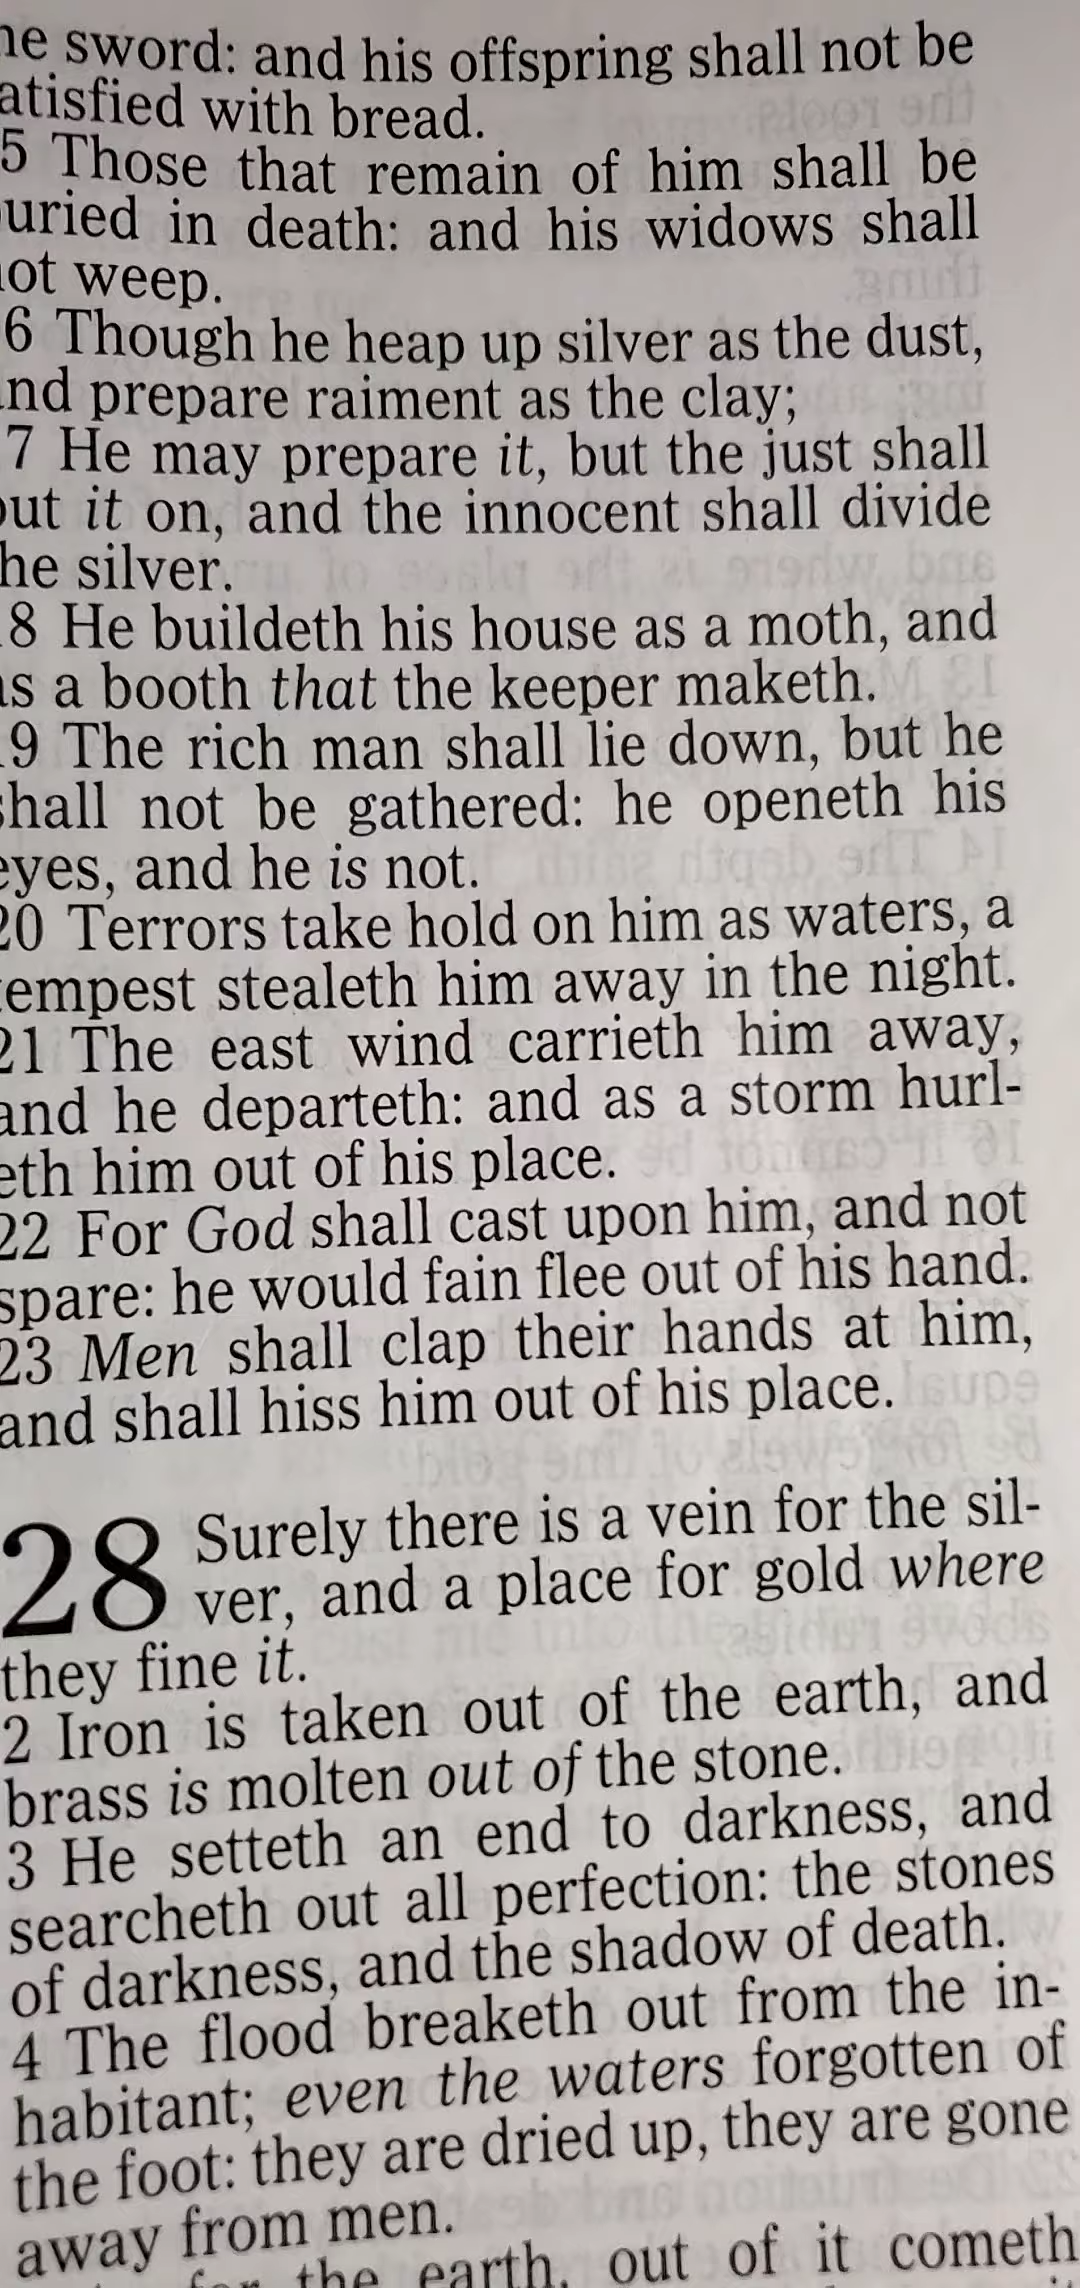 he sword: and his offspring shall not be
atisfied with bread.
5 Those that remain of him shall be
uried in death: and his widows shall
ot weep.
6 Though he heap up silver as the dust,
nd prepare raiment as the clay;
7 He may prepare it, but the just shall
ut it on, and the innocent shall divide
he silver.
8 He buildeth his house as a moth, and
as a booth that the keeper maketh.
9 The rich man shall lie down, but he
shall not be gathered: he openeth his
eyes, and he is not.
20 Terrors take hold on him as waters, a
tempest stealeth him away in the night.
21 The east wind carrieth him away,
and he departeth: and as a storm hurl-
eth him out of his place.
22 For God shall cast upon him, and not
spare: he would fain flee out of his hand.
23 Men shall clap their hands at him,
and shall hiss him out of his place.
28 Surely there is a vein for the sil-
ver, and a place for gold where
they fine it.
2 Iron is taken out of the earth, and
brass is molten out of the stone.
3 He setteth an end to darkness, and
searcheth out all perfection: the stones
of darkness, and the shadow of death.
4 The flood breaketh out from the in-
habitant; even the waters forgotten of
the foot: they are dried up, they are gone
away from men.
for the earth, out of it cometh